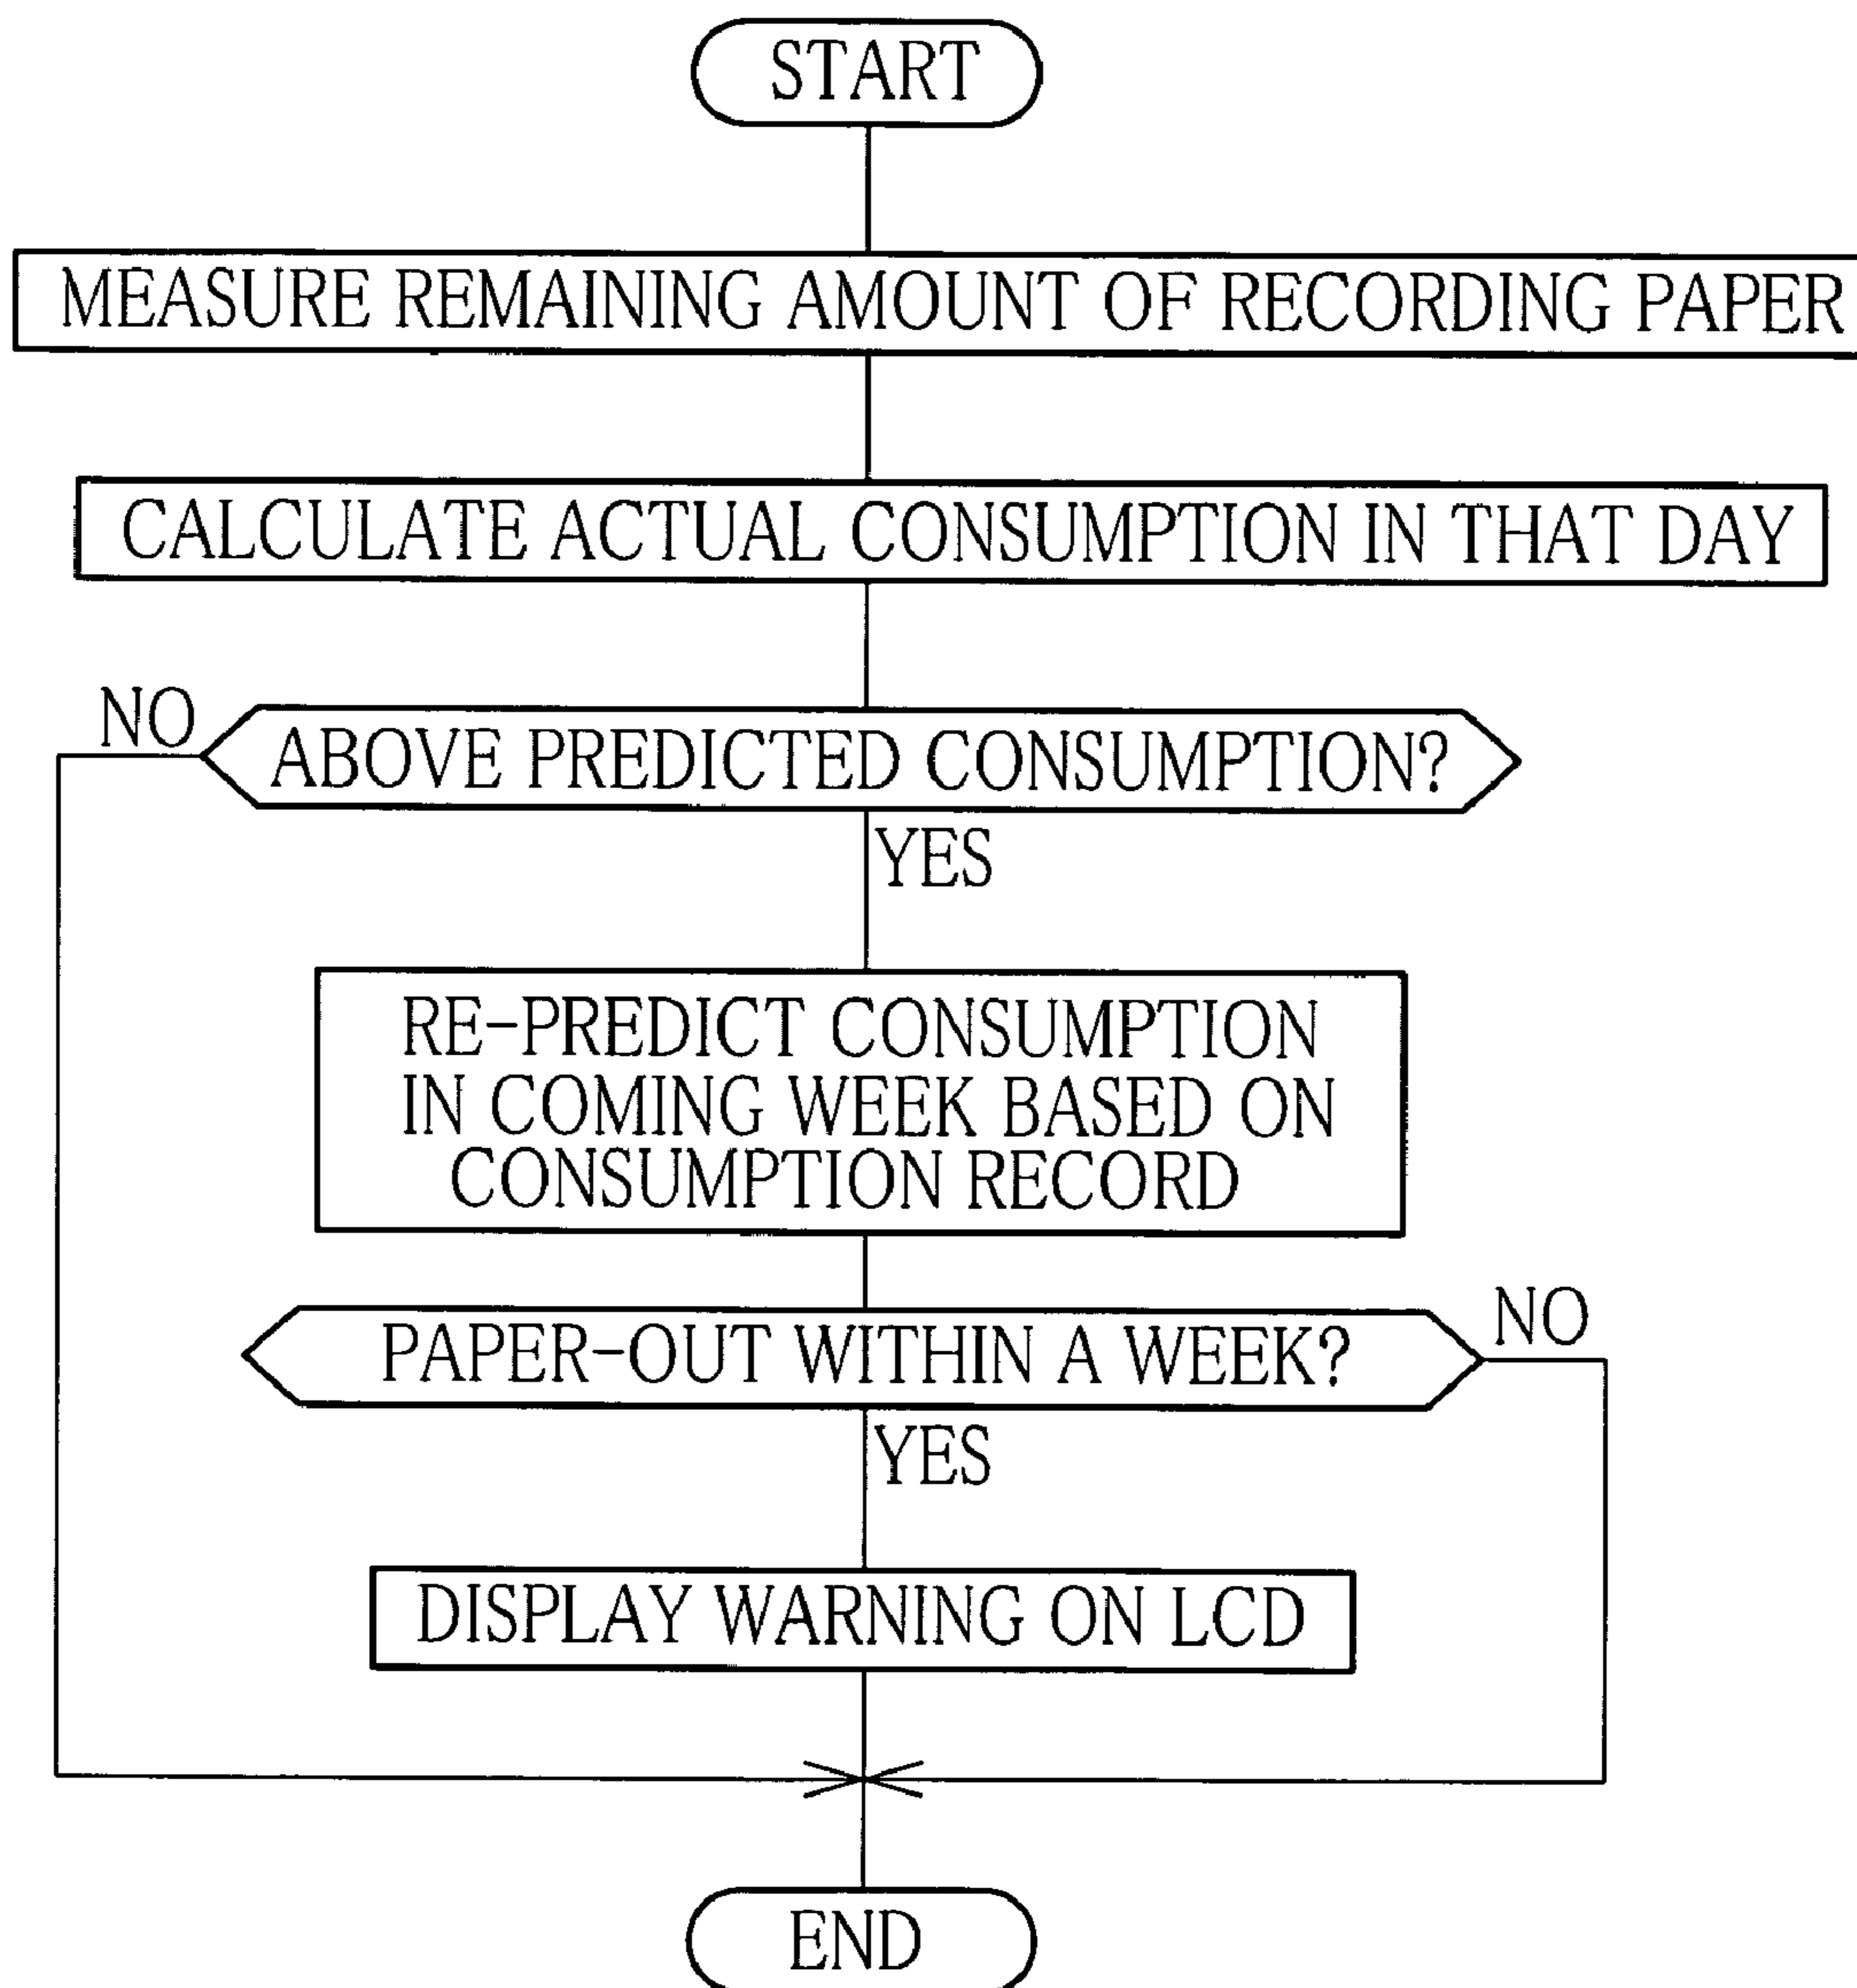 START
MEASURE REMAINING AMOUNT OF RECORDING PAPER
CALCULATE ACTUAL CONSUMPTION IN THAT DAY
NO
ABOVE PREDICTED CONSUMPTION?
YES
RE-PREDICT CONSUMPTION
IN COMING WEEK BASED ON
CONSUMPTION RECORD
PAPER-OUT WITHIN A WEEK?
NO
YES
DISPLAY WARNING ON LCD
END